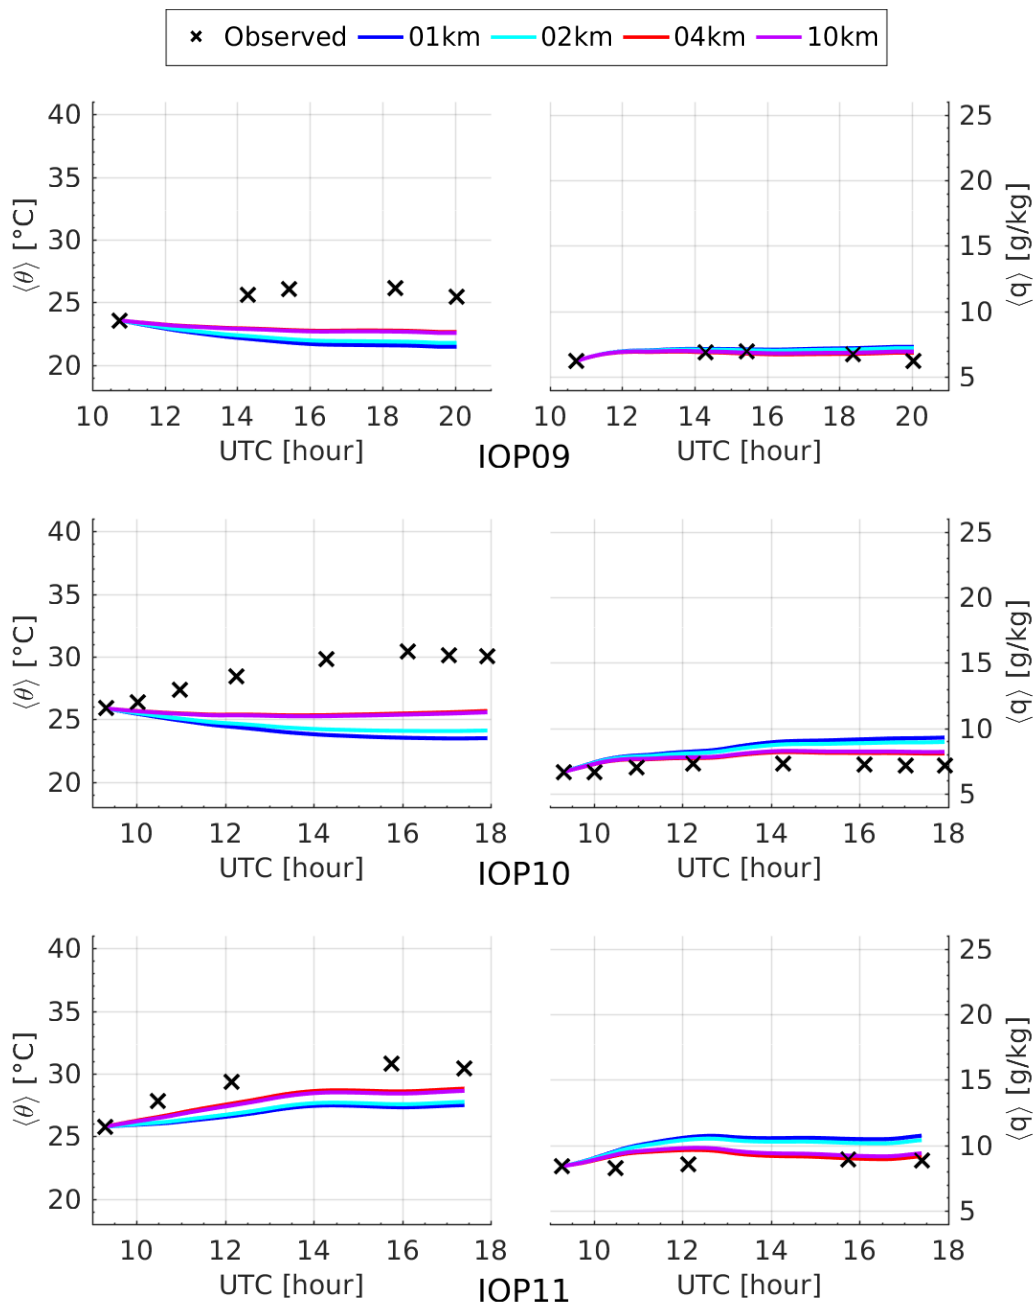 Observed 01km 02km 04km 10km
40
35
30
25
20
⟨θ⟩ [°C]
10 12 14 16 18 20
UTC [hour]
25
20
15
10
5
⟨q⟩ [g/kg]
10 12 14 16 18 20
UTC [hour]
IOP09
40
35
30
25
20
⟨θ⟩ [°C]
10 12 14 16 18
UTC [hour]
25
20
15
10
5
⟨q⟩ [g/kg]
10 12 14 16 18
UTC [hour]
IOP10
40
35
30
25
20
⟨θ⟩ [°C]
10 12 14 16 18
UTC [hour]
25
20
15
10
5
⟨q⟩ [g/kg]
10 12 14 16 18
UTC [hour]
IOP11